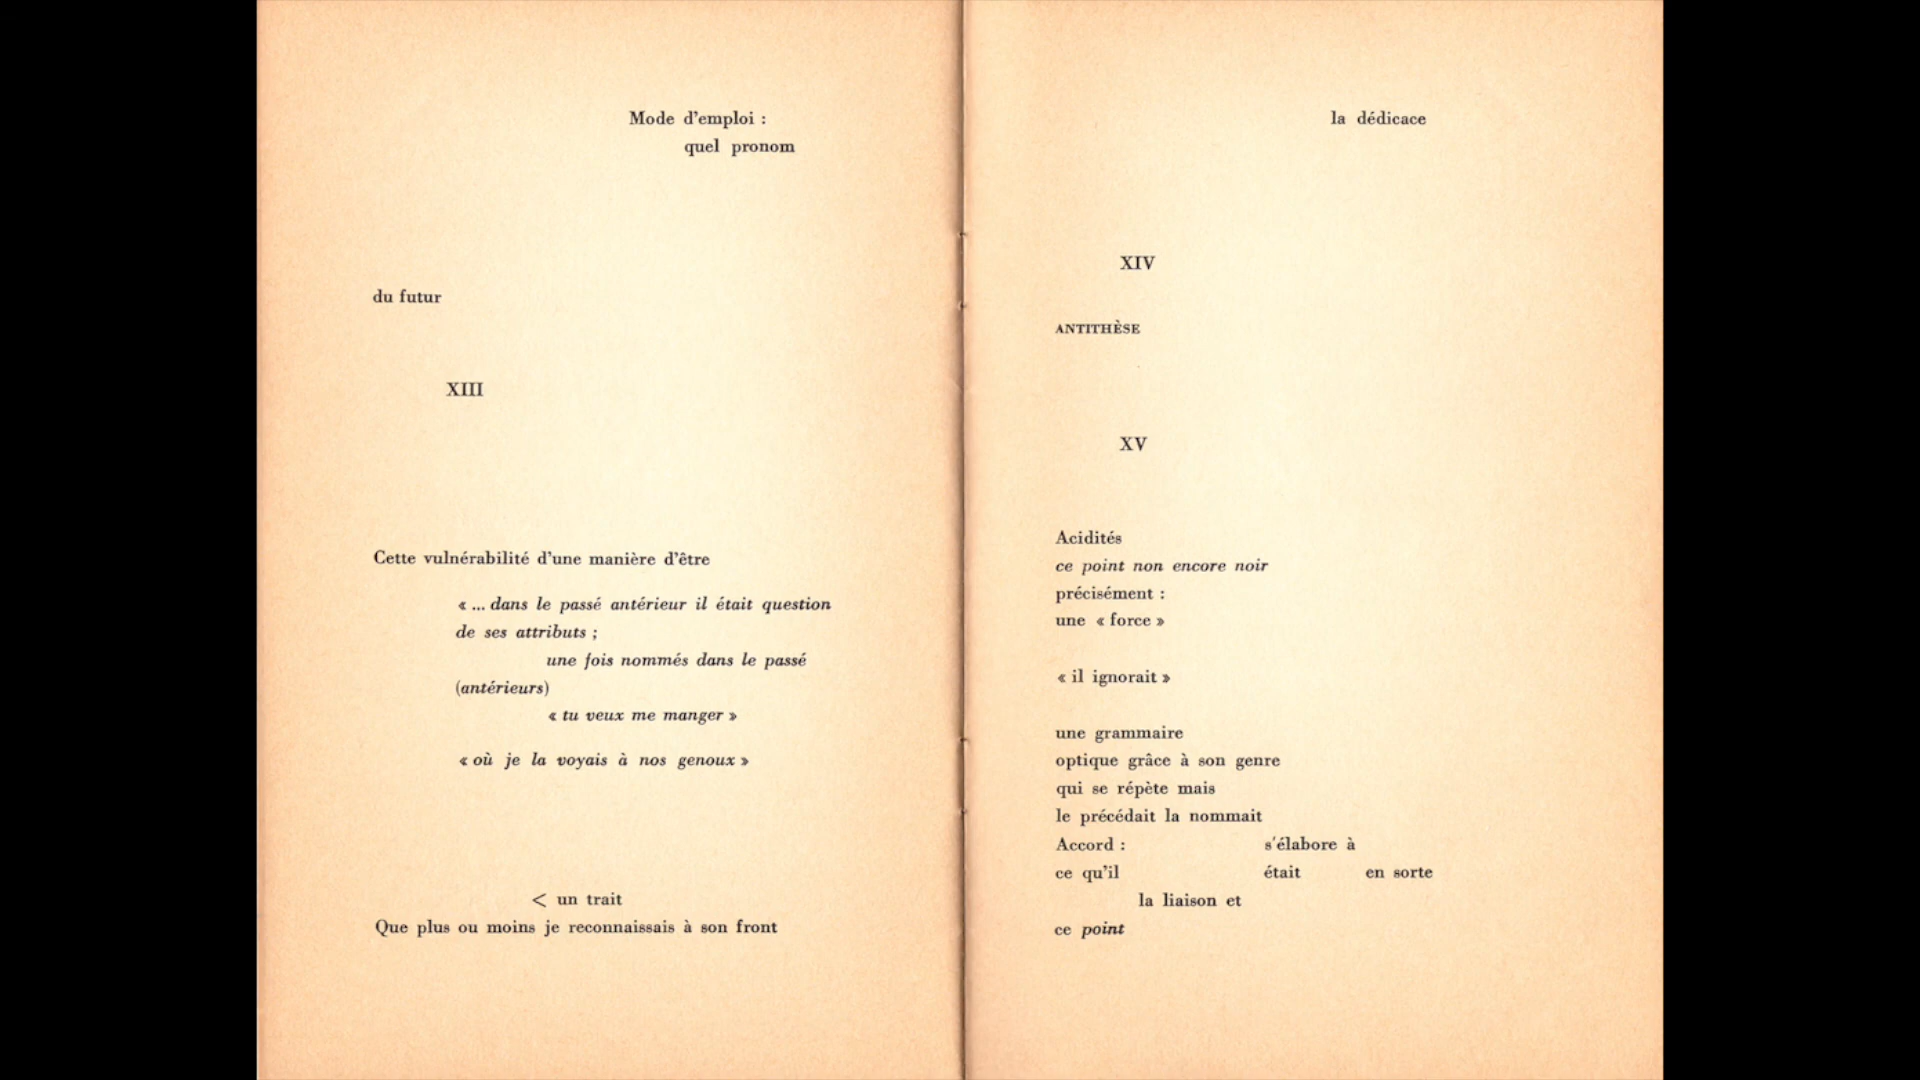 Mode d'emploi :
quel pronom
du futur
XIII
Cette vulnérabilité d'une manière d'être
« ... dans le passé antérieur il était question
de ses attributs ;
une fois nommés dans le passé
(antérieurs)
« tu veux me manger »
« où je la voyais à nos genoux »
< un trait
Que plus ou moins je reconnaissais à son front
la dédicace
XIV
ANTITHÈSE
XV
Acidités
ce point non encore noir
précisément :
une « force »
« il ignorait »
une grammaire
optique grâce à son genre
qui se répète mais
le précédait la nommait
Accord : s'élabore à
ce qu'il était en sorte
la liaison et
ce point